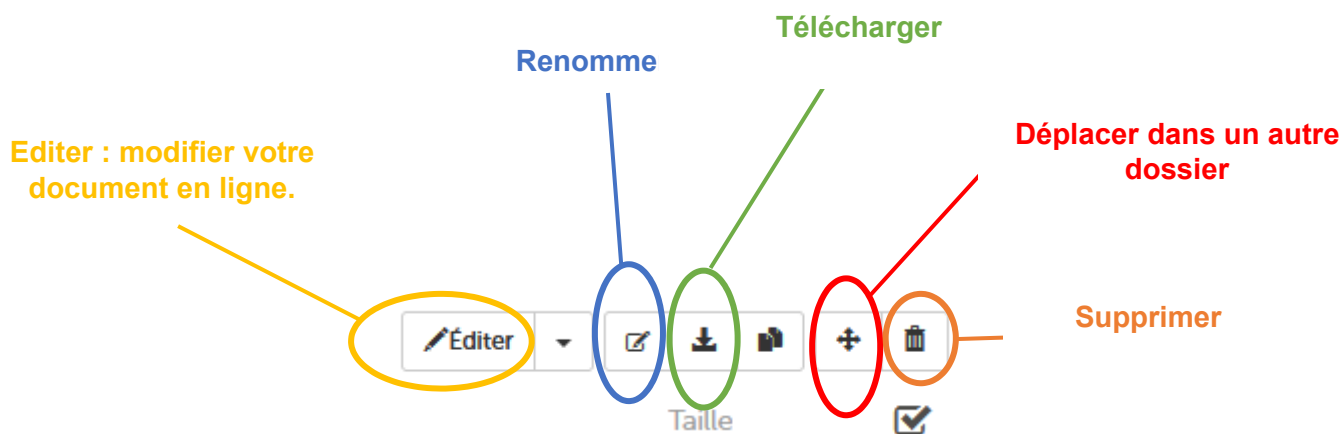 Télécharger
Renomme
Déplacer dans un autre
dossier
Editer : modifier votre
document en ligne.
Supprimer
Éditer
Taille